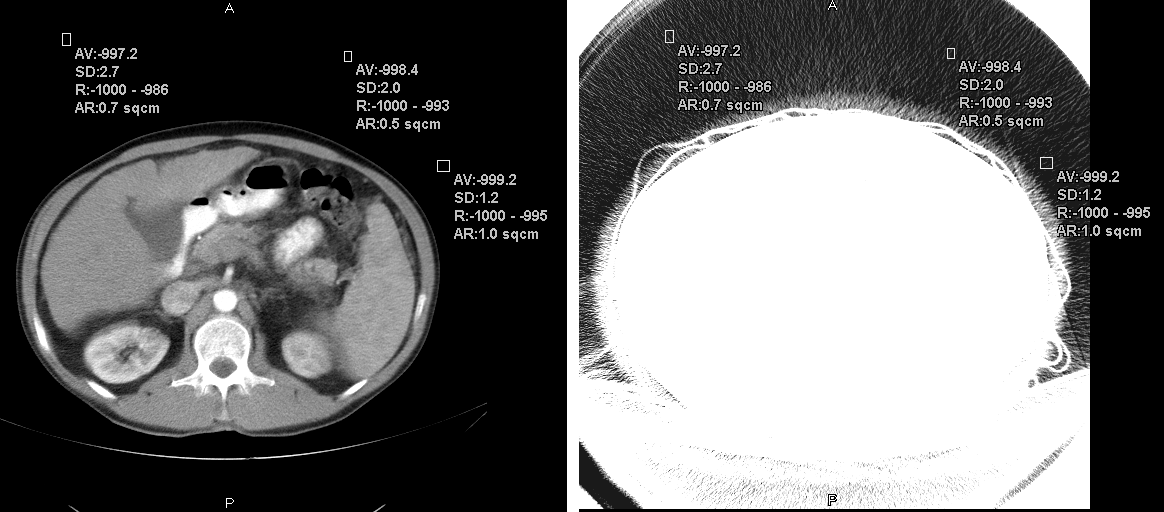 A
AV:-997.2
SD:2.7
R:-1000 - -986
AR:0.7 sqcm
AV:-998.4
SD:2.0
R:-1000 - -993
AR:0.5 sqcm
AV:-999.2
SD:1.2
R:-1000 - -995
AR:1.0 sqcm
P
A
AV:-997.2
SD:2.7
R:-1000 - -986
AR:0.7 sqcm
AV:-998.4
SD:2.0
R:-1000 - -993
AR:0.5 sqcm
AV:-999.2
SD:1.2
R:-1000 - -995
AR:1.0 sqcm
P